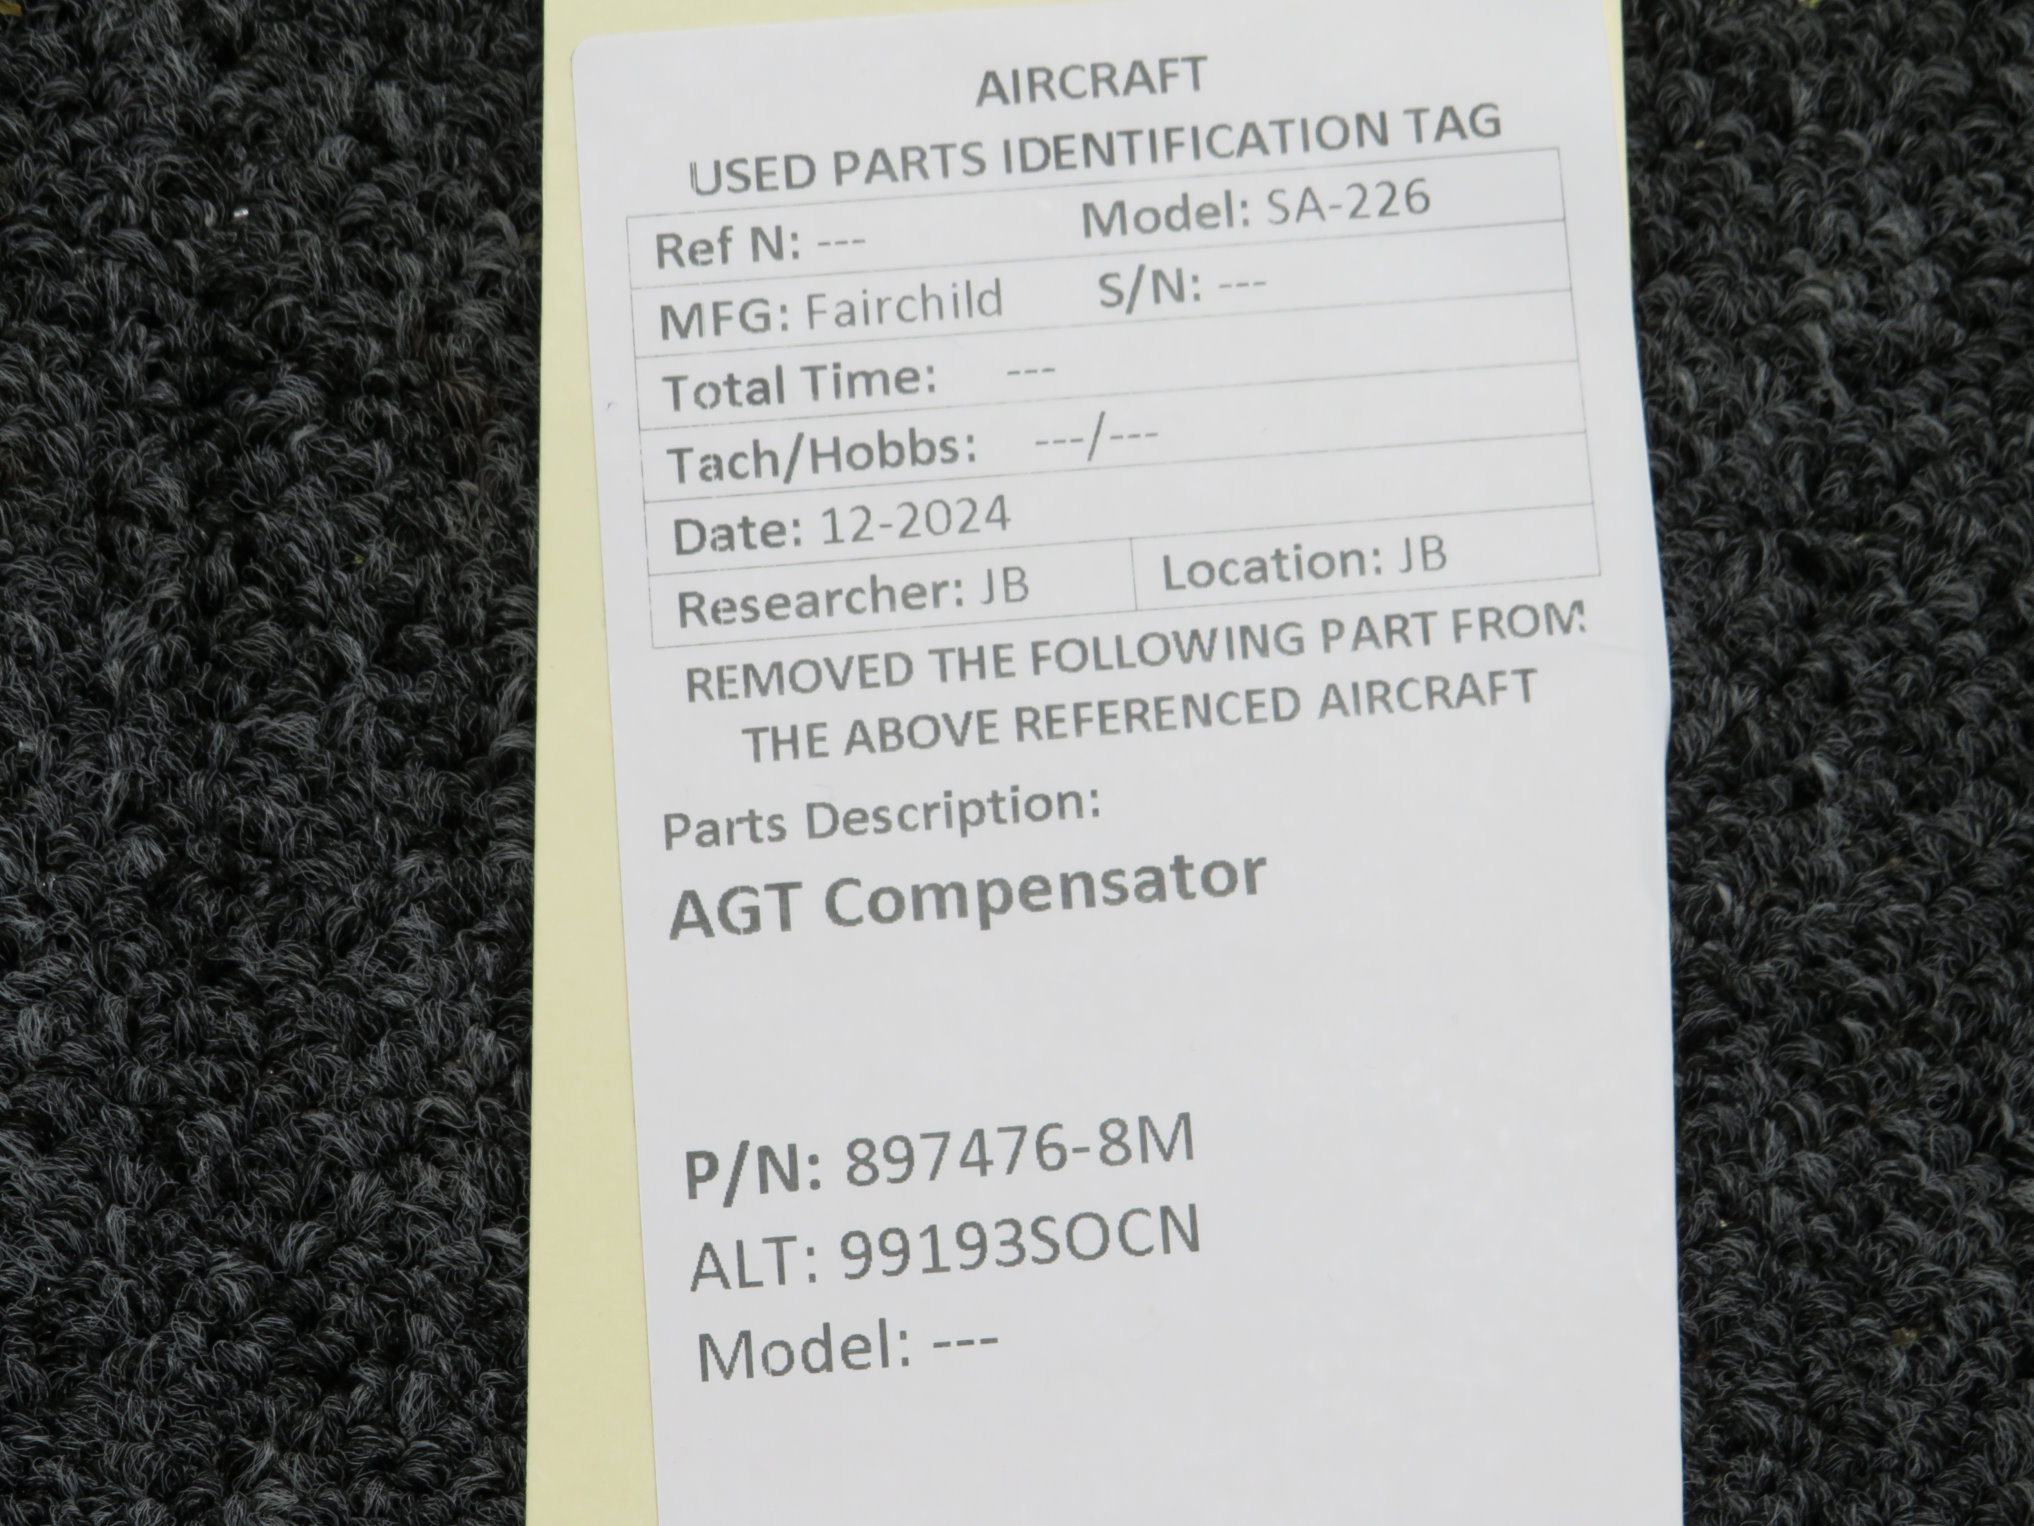 AIRCRAFT
USED PARTS IDENTIFICATION TAG
Ref N: --- Model: SA-226
MFG: Fairchild S/N: ---
Total Time: ---
Tach/Hobbs: ---/---
Date: 12-2024
Researcher: JB Location: JB
REMOVED THE FOLLOWING PART FROM
THE ABOVE REFERENCED AIRCRAFT
Parts Description:
AGT Compensator
P/N: 897476-8M
ALT: 99193SOCN
Model: ---